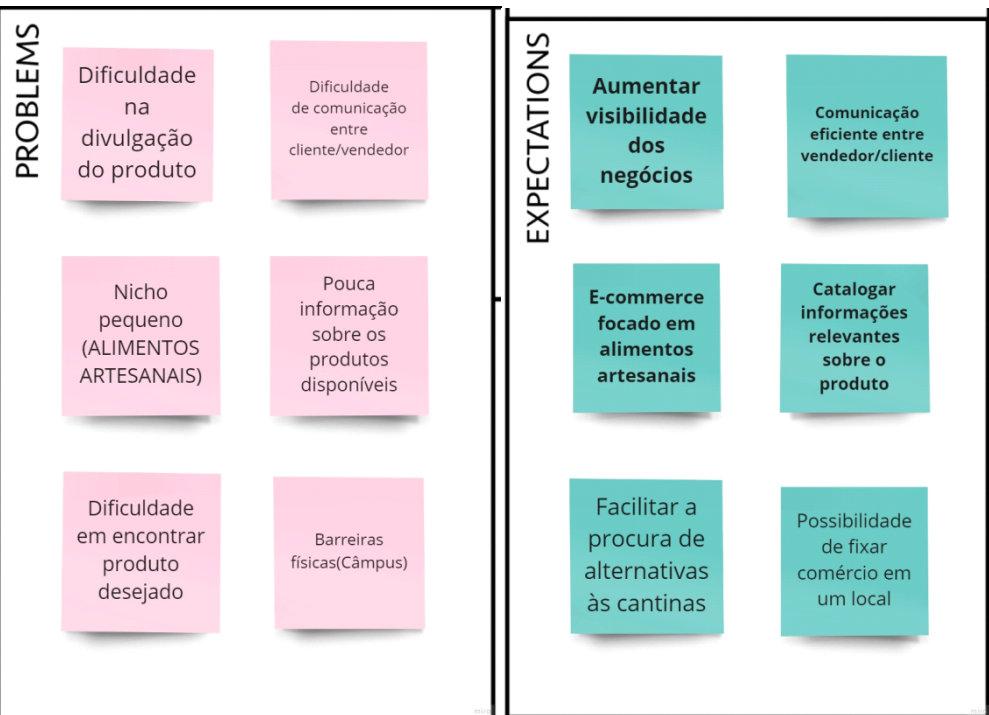 PROBLEMS
Dificuldade
na
divulgação
do produto
Dificuldade
de comunicação
entre
cliente/vendedor
Nicho
pequeno
(ALIMENTOS
ARTESANAIS)
Pouca
informação
sobre os
produtos
disponíveis
Dificuldade
em encontrar
produto
desejado
Barreiras
físicas(Câmpus)
miro
EXPECTATIONS
Aumentar
visibilidade
dos
negócios
Comunicação
eficiente entre
vendedor/cliente
E-commerce
focado em
alimentos
artesanais
Catalogar
informações
relevantes
sobre o
produto
Facilitar a
procura de
alternativas
às cantinas
Possibilidade
de fixar
comércio em
um local
miro